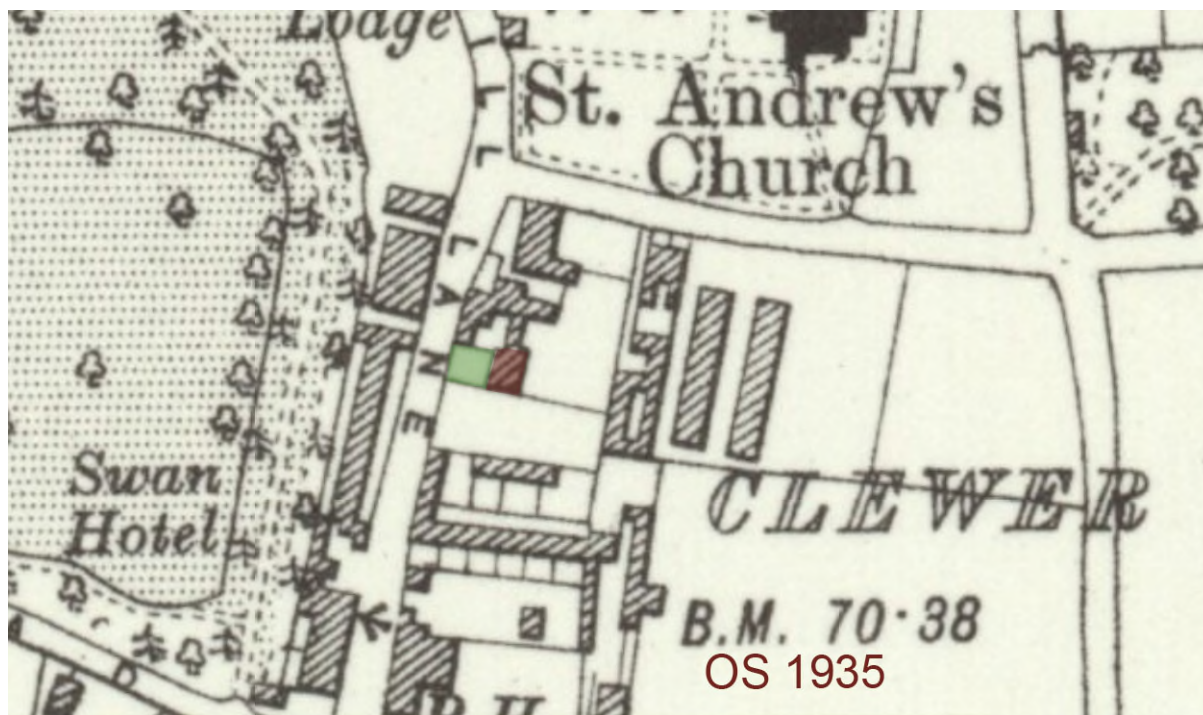 Lodge
St. Andrew's
Church
LANE
Swan
Hotel
CLEWER
B.M. 70·38
OS 1935